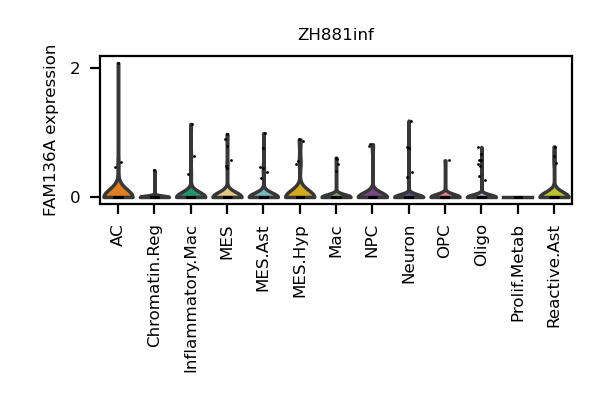 ZH881inf
FAM136A expression
2
0
AC
Chromatin.Reg
Inflammatory.Mac
MES
MES.Ast
MES.Hyp
Mac
NPC
Neuron
OPC
Oligo
Prolif.Metab
Reactive.Ast